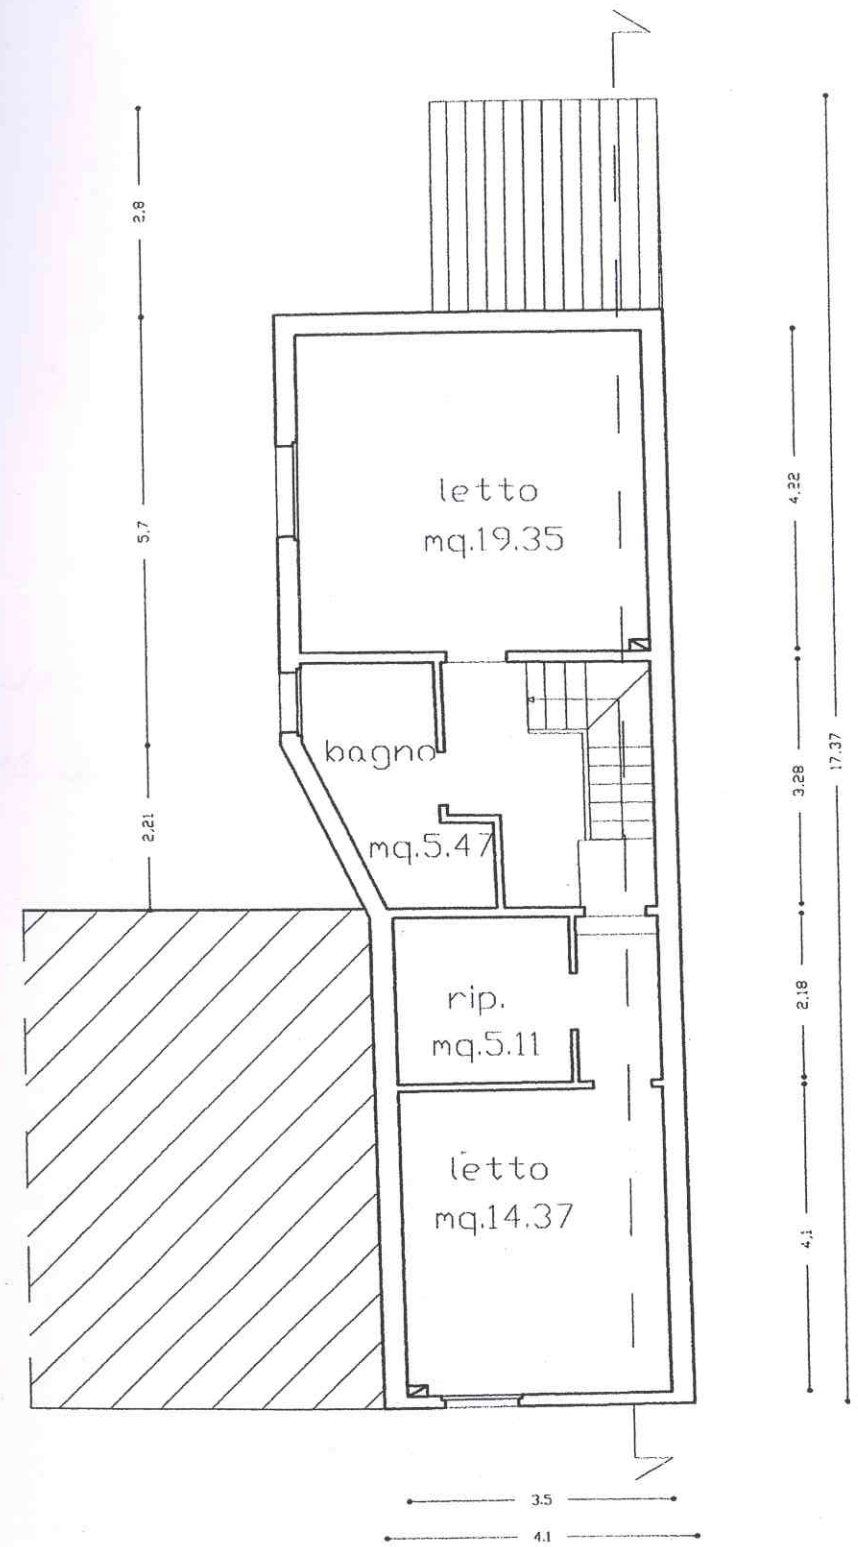 2.8
5.7
2.21
letto
mq.19.35
bagno
mq.5.47
rip.
mq.5.11
letto
mq.14.37
4.22
3.28
2.18
4.1
17.37
3.5
4.1